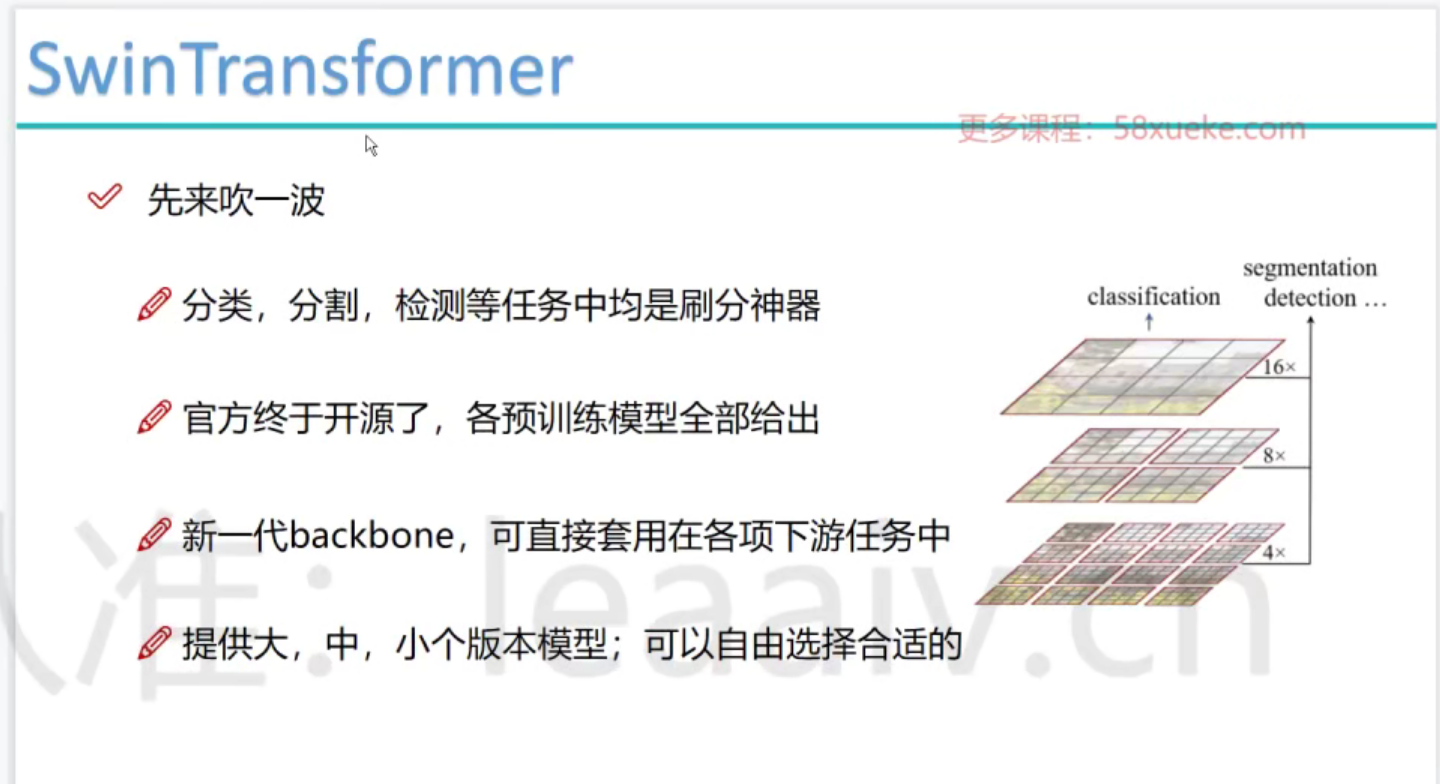 SwinTransformer
更多课程：58xueke.com
先来吹一波
分类，分割，检测等任务中均是刷分神器
官方终于开源了，各预训练模型全部给出
新一代backbone，可直接套用在各项下游任务中
提供大，中，小个版本模型；可以自由选择合适的
segmentation
classification
detection …
16×
8×
4×
准：leaaiv.cn